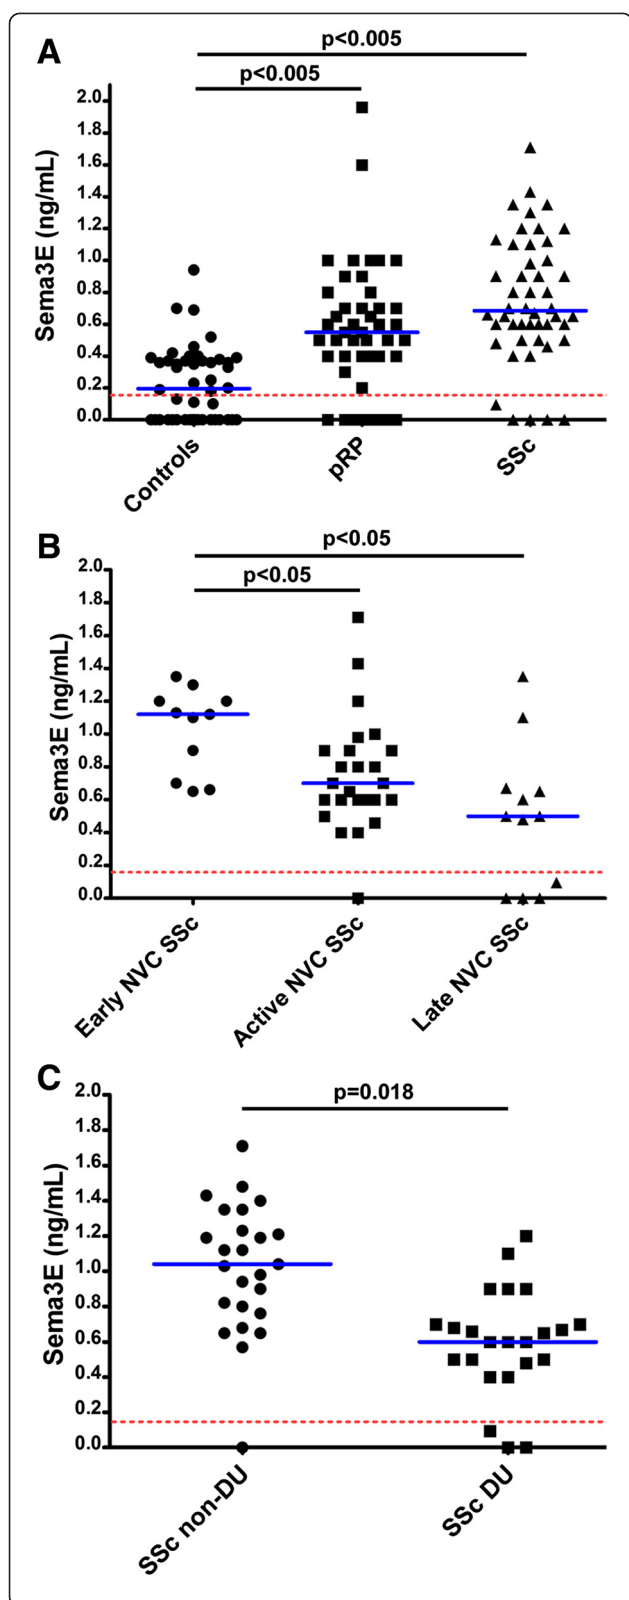 A
p<0.005
p<0.005
Sema3E (ng/mL)
2.0
1.8
1.6
1.4
1.2
1.0
0.8
0.6
0.4
0.2
0.0
Controls
pRP
SSc
B
p<0.05
p<0.05
Sema3E (ng/mL)
2.0
1.8
1.6
1.4
1.2
1.0
0.8
0.6
0.4
0.2
0.0
Early NVC SSc
Active NVC SSc
Late NVC SSc
C
p=0.018
Sema3E (ng/mL)
2.0
1.8
1.6
1.4
1.2
1.0
0.8
0.6
0.4
0.2
0.0
SSc non-DU
SSc DU